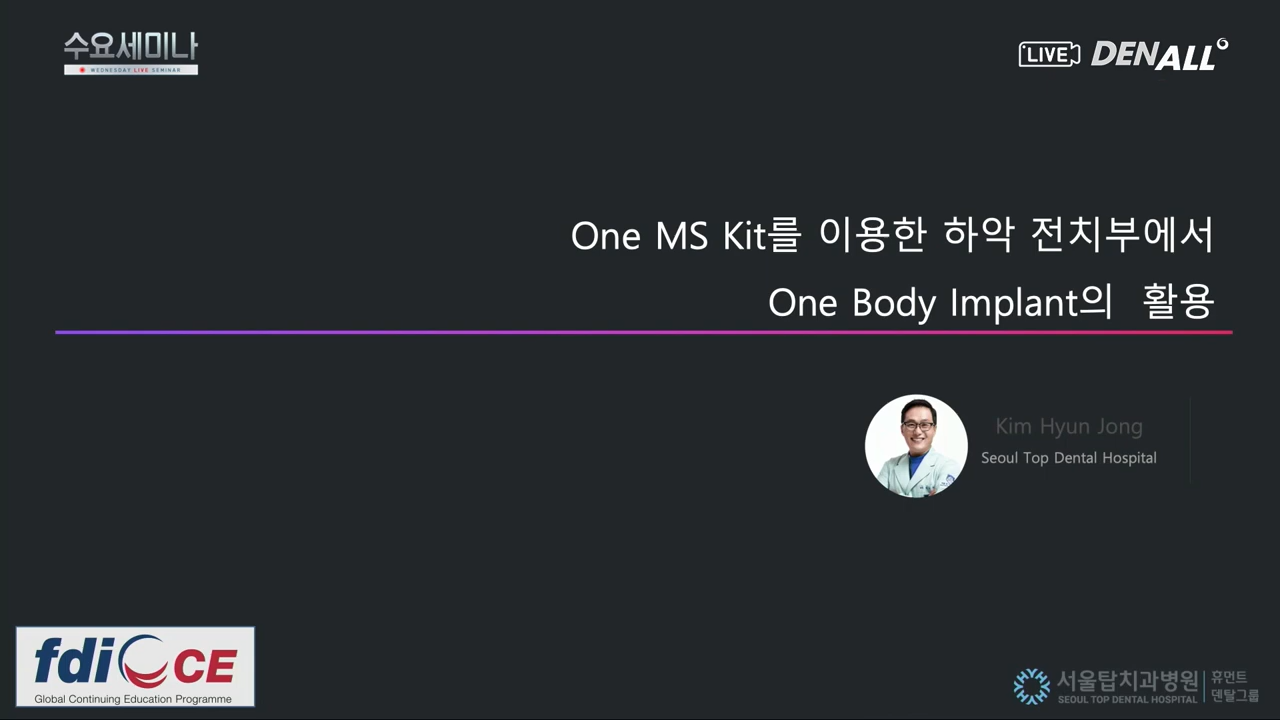 수요세미나
WEDNESDAY LIVE SEMINAR
LIVE DENALL
One MS Kit를 이용한 하악 전치부에서
One Body Implant의 활용
Kim Hyun Jong
Seoul Top Dental Hospital
fdi CE
Global Continuing Education Programme
서울탑치과병원 휴먼트
SEOUL TOP DENTAL HOSPITAL 덴탈그룹